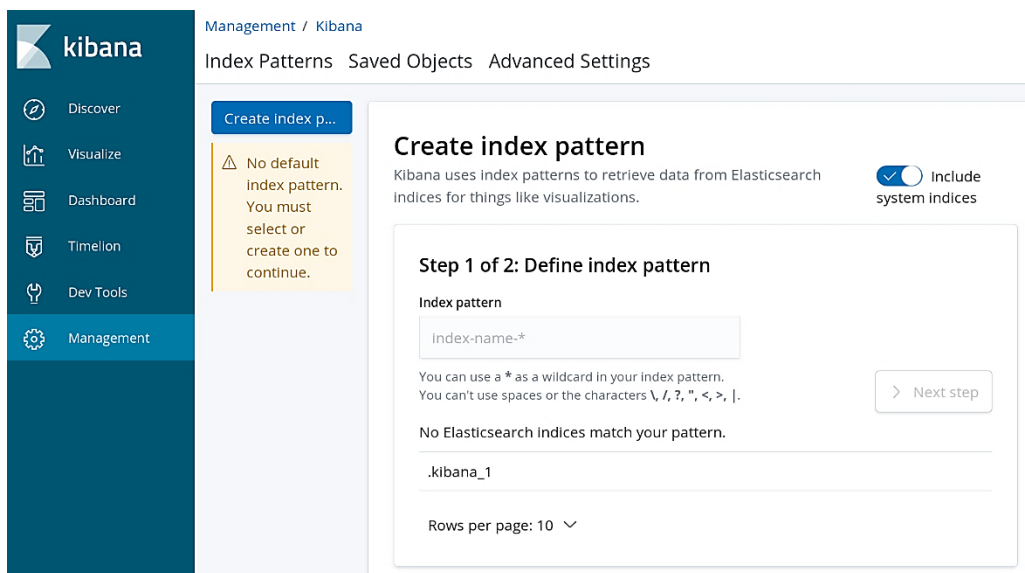 kibana
Discover
Visualize
Dashboard
Timelion
Dev Tools
Management
Management / Kibana
Index Patterns Saved Objects Advanced Settings
Create index p...
No default
index pattern.
You must
select or
create one to
continue.
Create index pattern
Kibana uses index patterns to retrieve data from Elasticsearch
indices for things like visualizations.
Include
system indices
Step 1 of 2: Define index pattern
Index pattern
index-name-*
You can use a * as a wildcard in your index pattern.
You can't use spaces or the characters \, /, ?, ", <, >, |.
Next step
No Elasticsearch indices match your pattern.
.kibana_1
Rows per page: 10